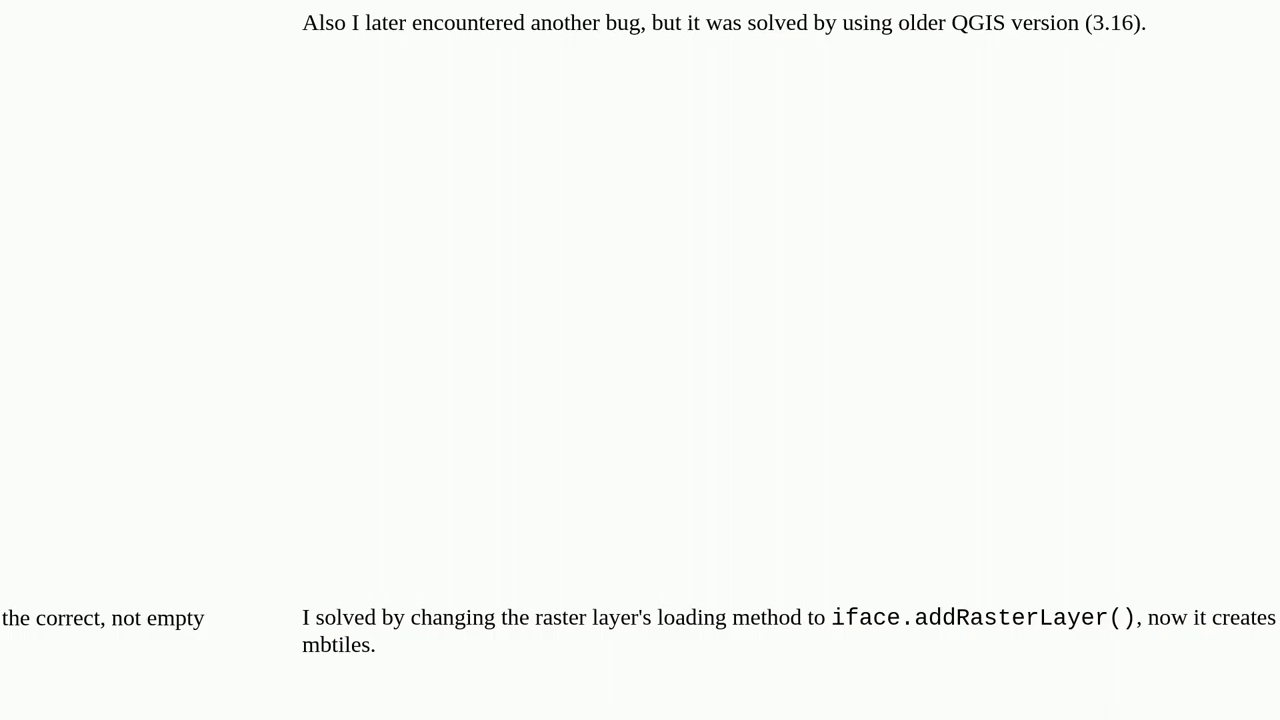 Also I later encountered another bug, but it was solved by using older QGIS version (3.16).
I solved by changing the raster layer's loading method to iface.addRasterLayer(), now it creates
the correct, not empty
mbtiles.